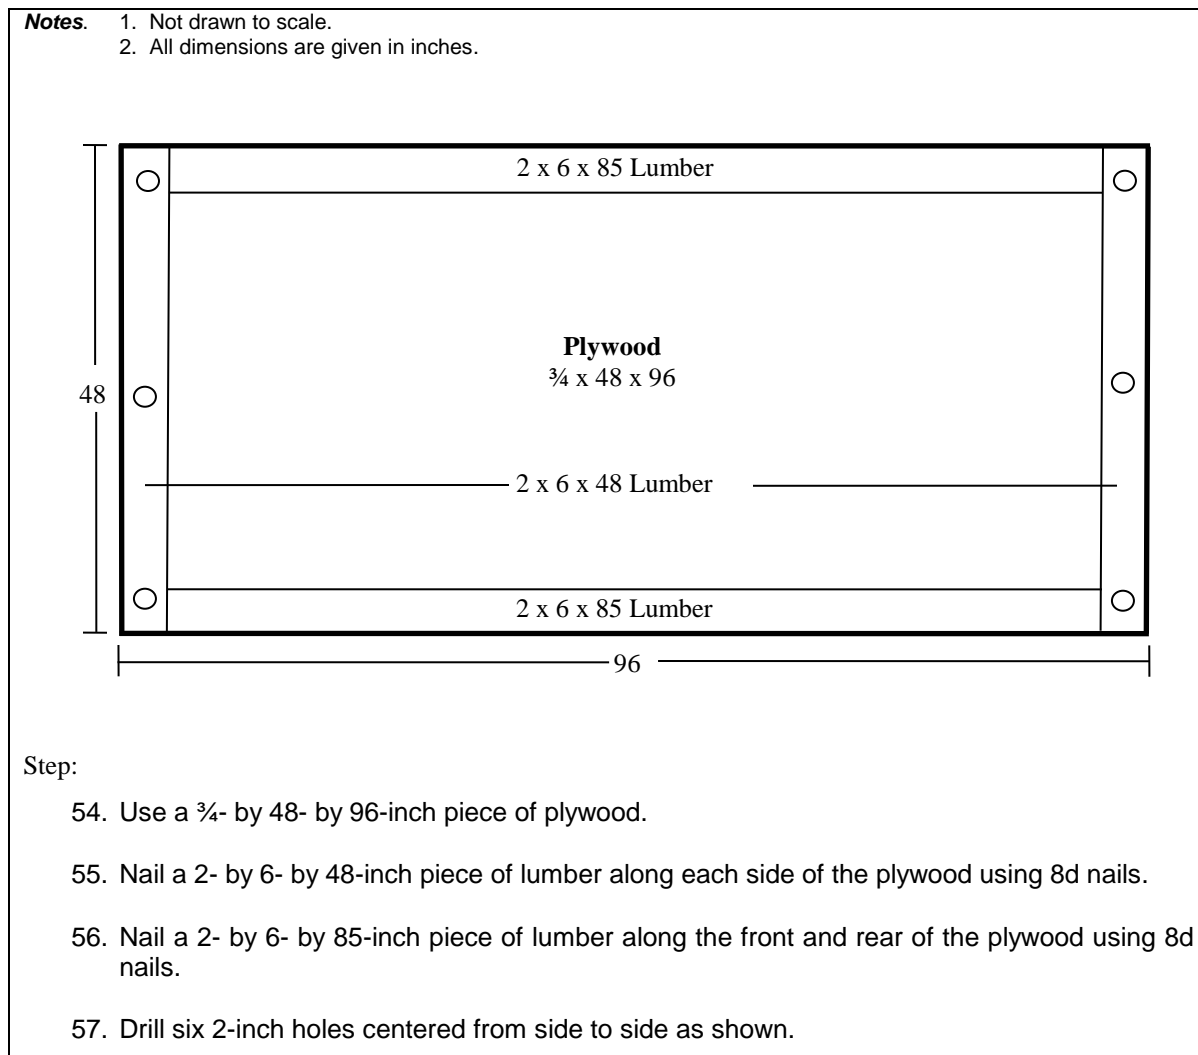 Notes. 1. Not drawn to scale.
2. All dimensions are given in inches.
2 x 6 x 85 Lumber
Plywood
¾ x 48 x 96
48
2 x 6 x 48 Lumber
2 x 6 x 85 Lumber
96
Step:
54. Use a ¾- by 48- by 96-inch piece of plywood.
55. Nail a 2- by 6- by 48-inch piece of lumber along each side of the plywood using 8d nails.
56. Nail a 2- by 6- by 85-inch piece of lumber along the front and rear of the plywood using 8d
nails.
57. Drill six 2-inch holes centered from side to side as shown.